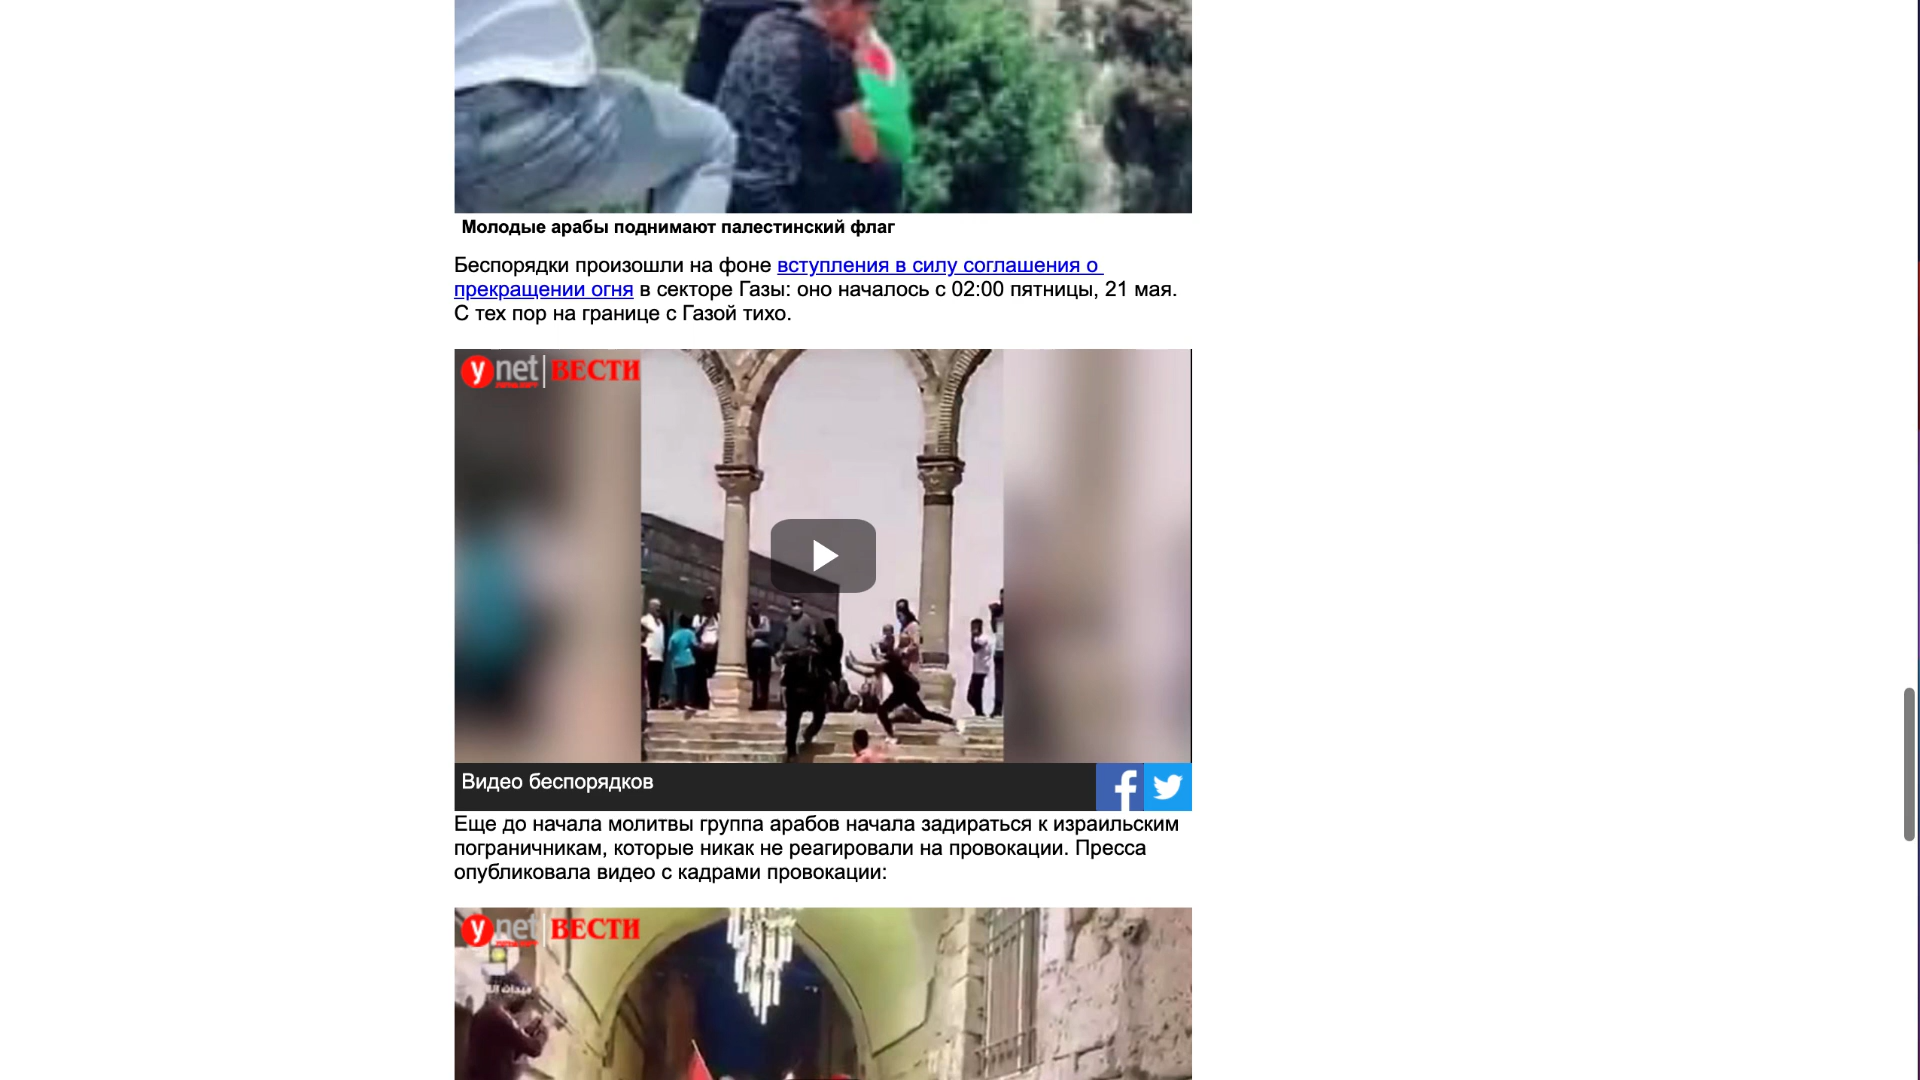 Молодые арабы поднимают палестинский флаг
Беспорядки произошли на фоне вступления в силу соглашения о
прекращении огня в секторе Газы: оно началось с 02:00 пятницы, 21 мая.
С тех пор на границе с Газой тихо.
ynet ВЕСТИ
Видео беспорядков
Еще до начала молитвы группа арабов начала задираться к израильским
пограничникам, которые никак не реагировали на провокации. Пресса
опубликовала видео с кадрами провокации:
ynet ВЕСТИ